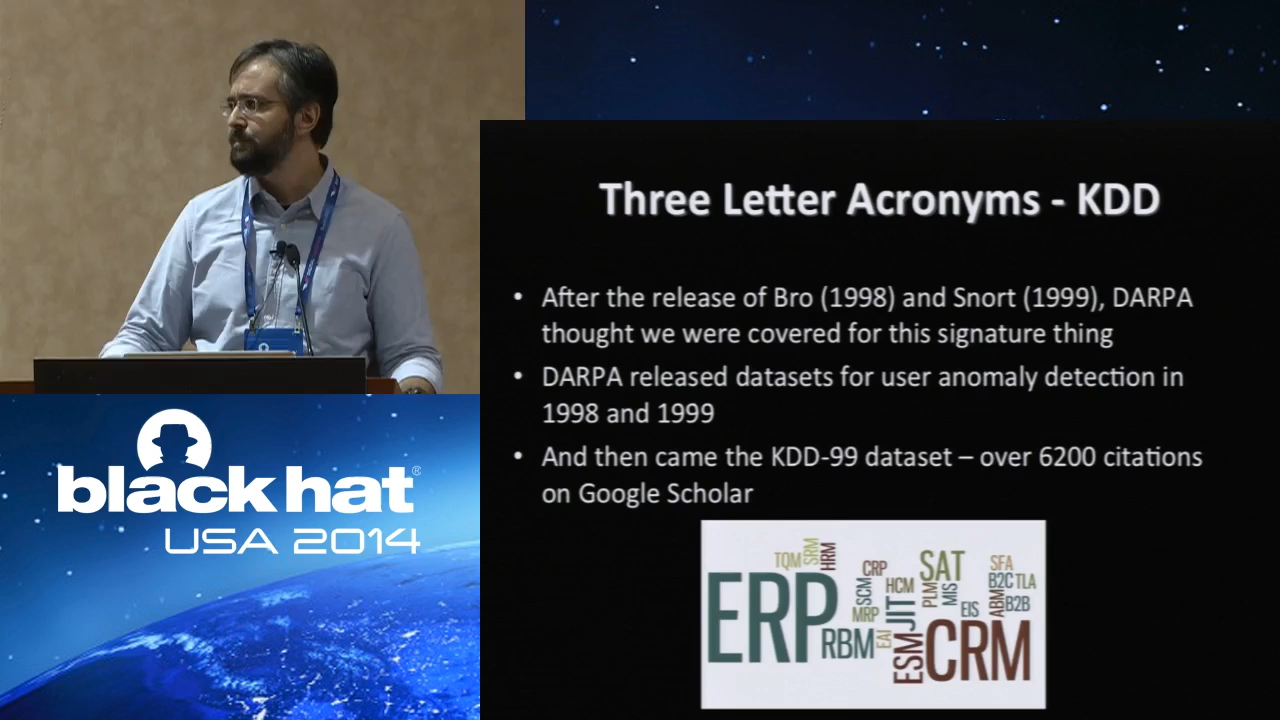 Three Letter Acronyms - KDD
• After the release of Bro (1998) and Snort (1999), DARPA
thought we were covered for this signature thing
• DARPA released datasets for user anomaly detection in
1998 and 1999
• And then came the KDD-99 dataset – over 6200 citations
on Google Scholar
black hat®
USA 2014
TQM
SRM
HRM
ERP
RBM
CRP
SCM
MRP
HCM
EAI
JIT
ESM
SAT
PLM
MIS
EIS
CRM
SFA
B2C
TLA
ABM
B2B